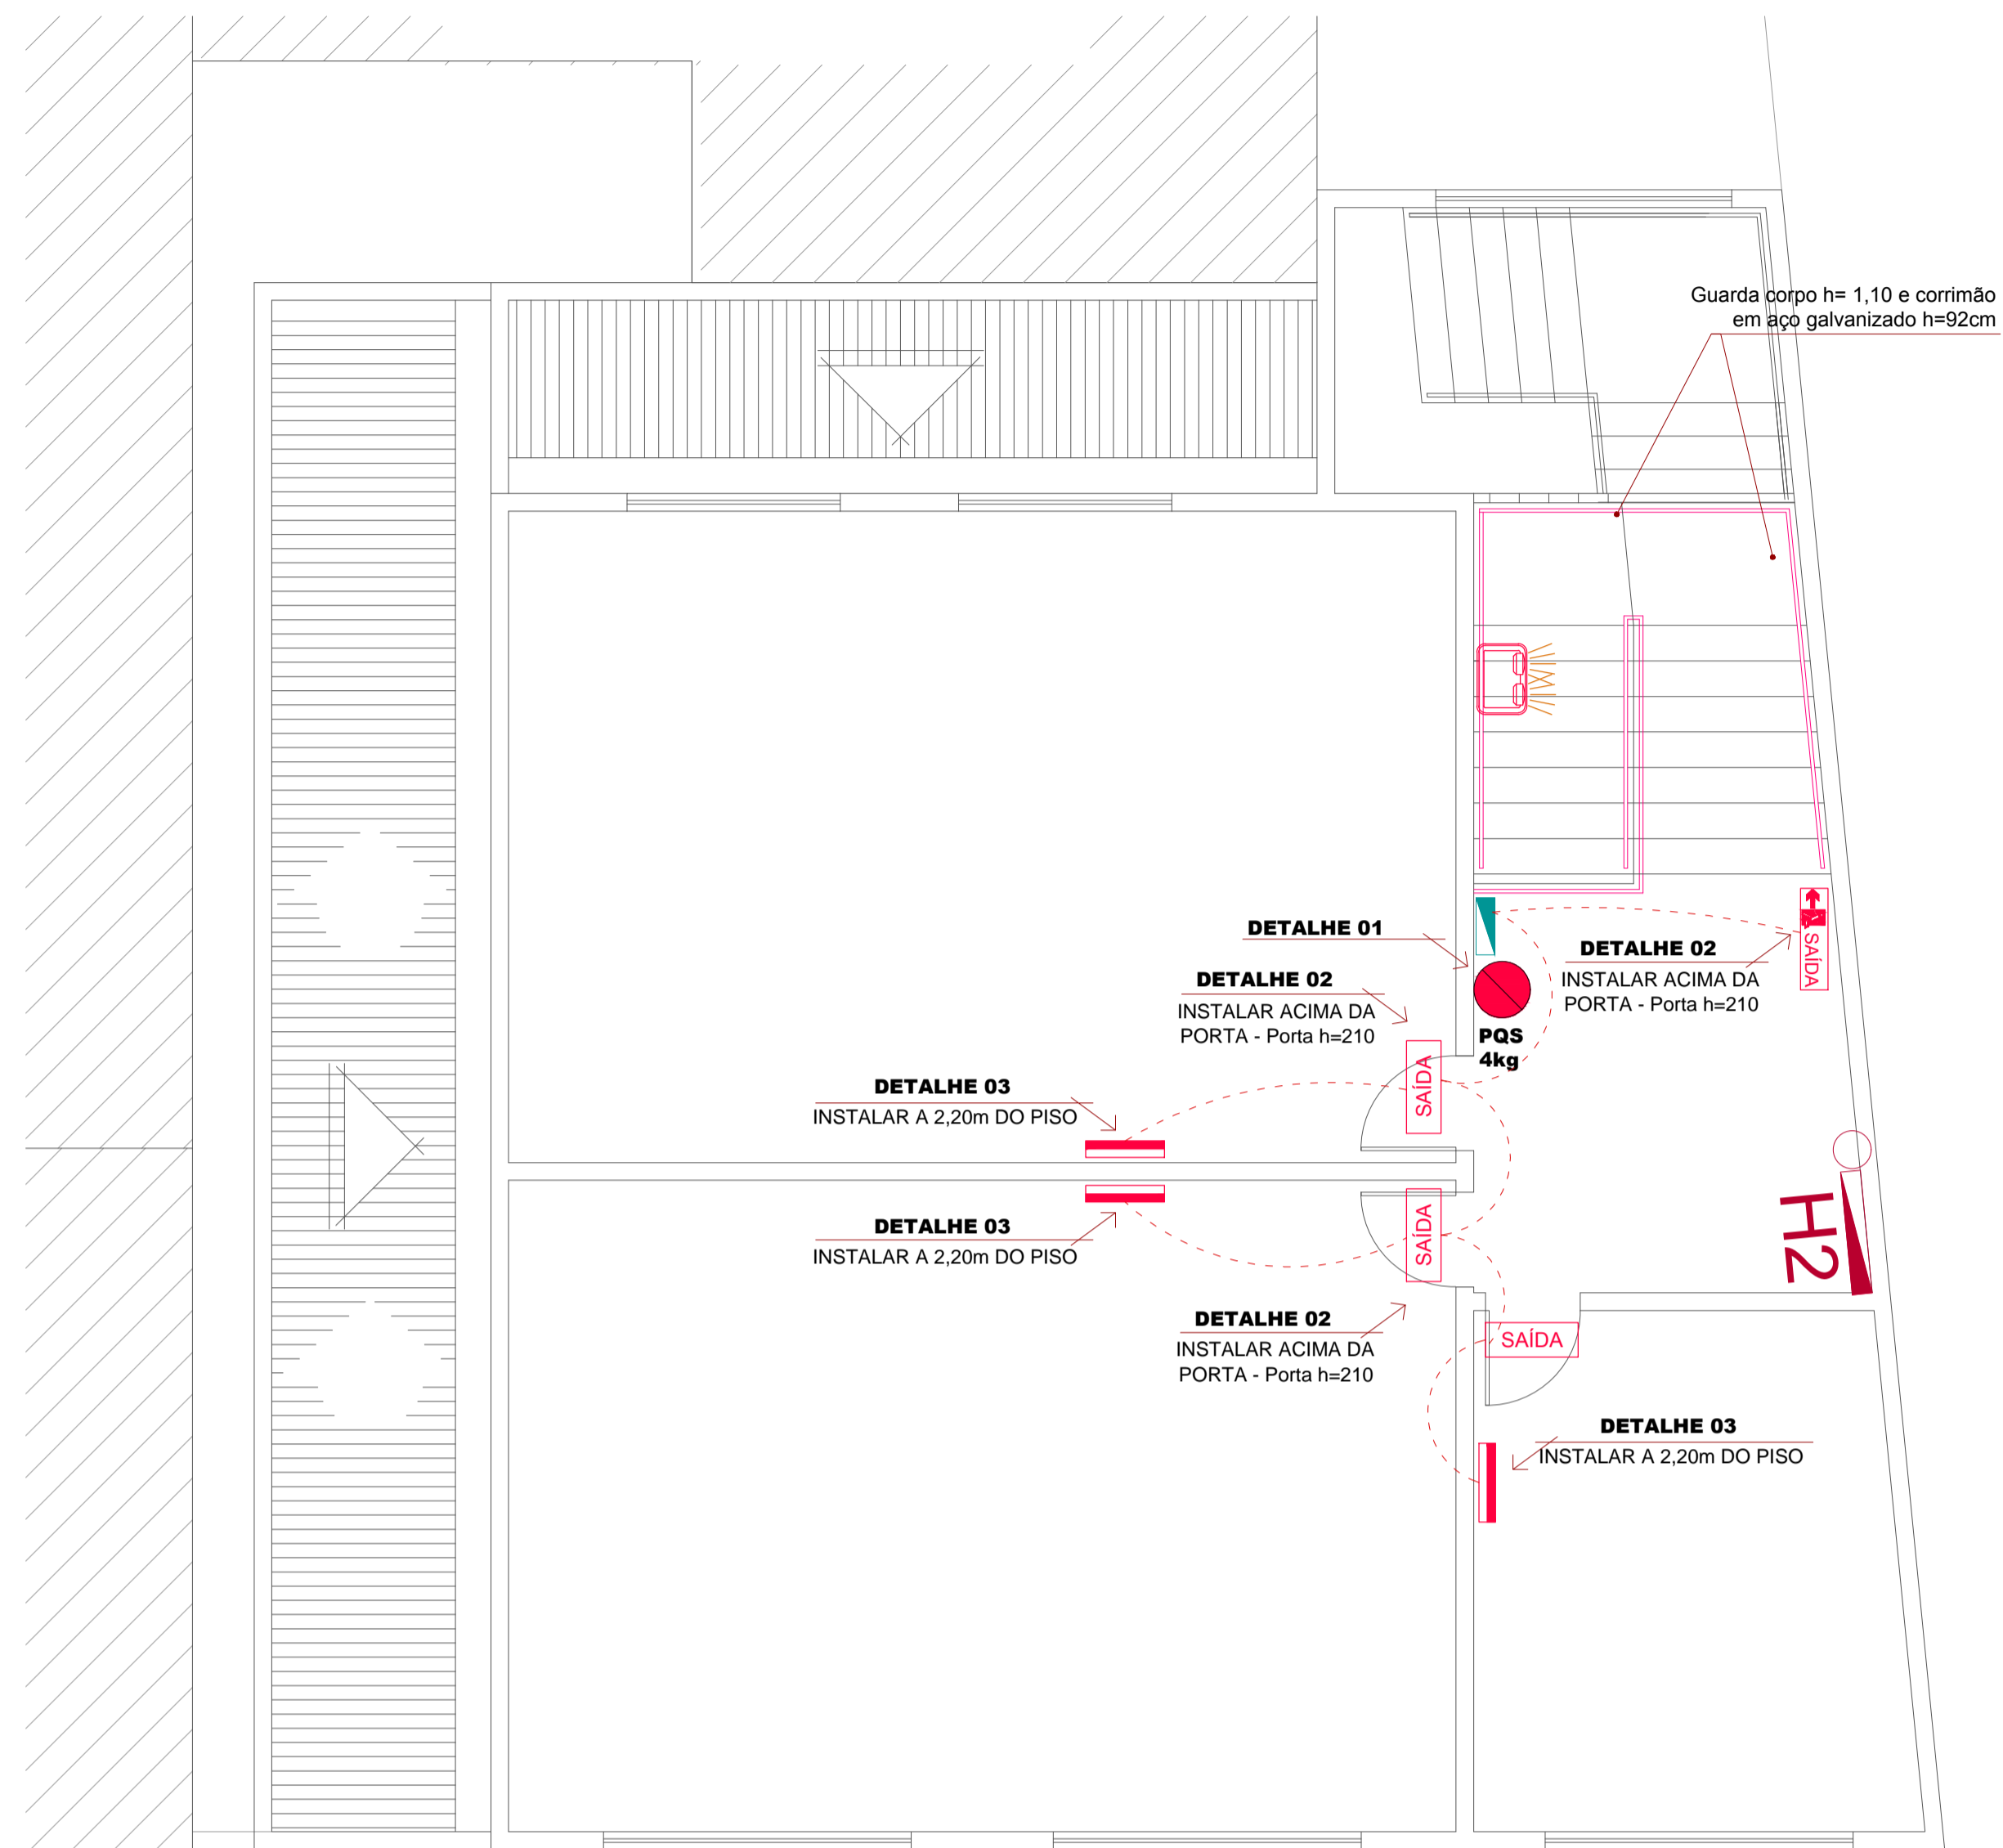 Guarda corpo h= 1,10 e corrimão
em aço galvanizado h=92cm
DETALHE 01
DETALHE 02
INSTALAR ACIMA DA
PORTA - Porta h=210
DETALHE 02
INSTALAR ACIMA DA
PORTA - Porta h=210
SAÍDA
PQS
4kg
SAÍDA
DETALHE 03
INSTALAR A 2,20m DO PISO
DETALHE 03
INSTALAR A 2,20m DO PISO
SAÍDA
H2
DETALHE 02
INSTALAR ACIMA DA
PORTA - Porta h=210
SAÍDA
DETALHE 03
INSTALAR A 2,20m DO PISO